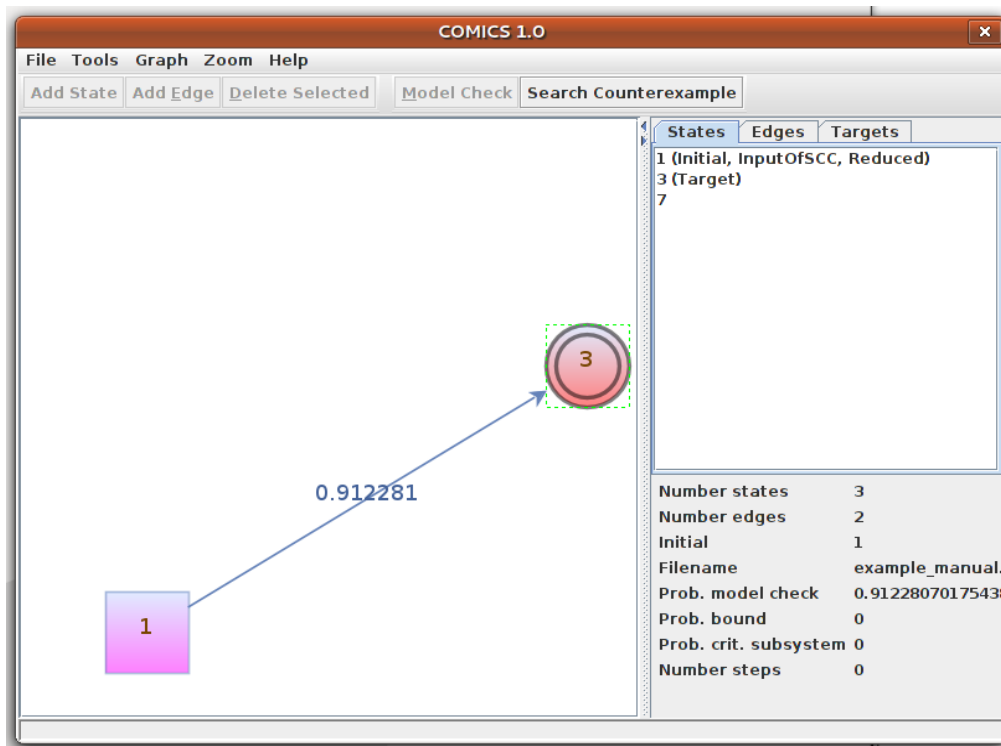 COMICS 1.0
File Tools Graph Zoom Help
Add State Add Edge Delete Selected Model Check Search Counterexample
States Edges Targets
1 (Initial, InputOfSCC, Reduced)
3 (Target)
7
3
0.912281
1
Number states 3
Number edges 2
Initial 1
Filename example_manual.
Prob. model check 0.9122807017543
Prob. bound 0
Prob. crit. subsystem 0
Number steps 0